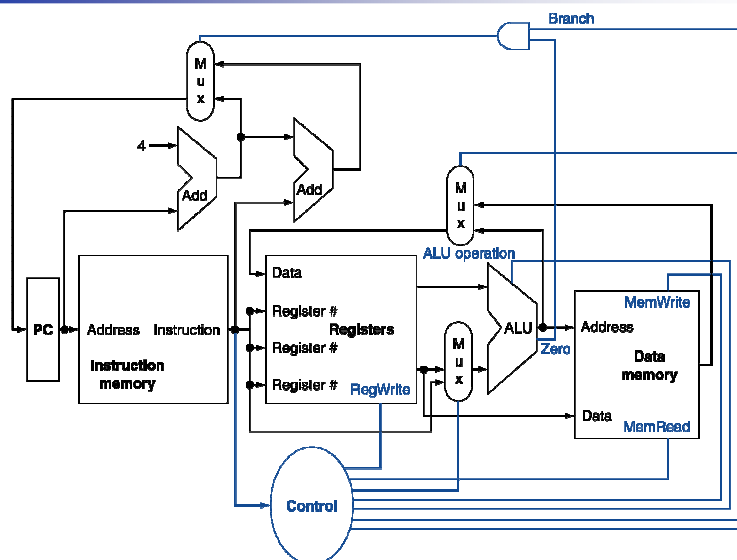 Branch
M
u
x
4
Add
Add
M
u
x
ALU operation
Data
Register #
Registers
Register #
Register #
RegWrite
PC
Address
Instruction
Instruction
memory
M
u
x
ALU
Zero
MemWrite
Address
Data
memory
Data
MemRead
Control